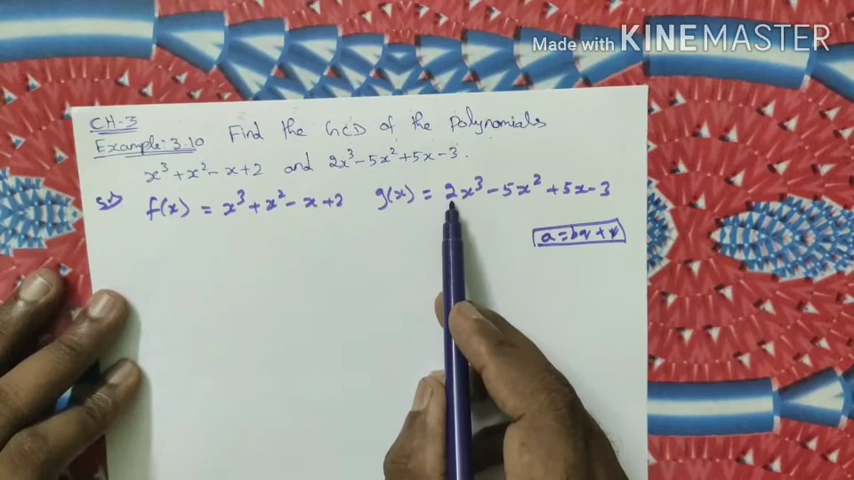 Made with KINEMASTER
CH-3
Example:-3.10 Find the GCD of the Polynomials
x³+x²-x+2 and 2x³-5x²+5x-3.
Sol f(x) = x³+x²-x+2 g(x) = 2x³-5x²+5x-3
a=bq+r